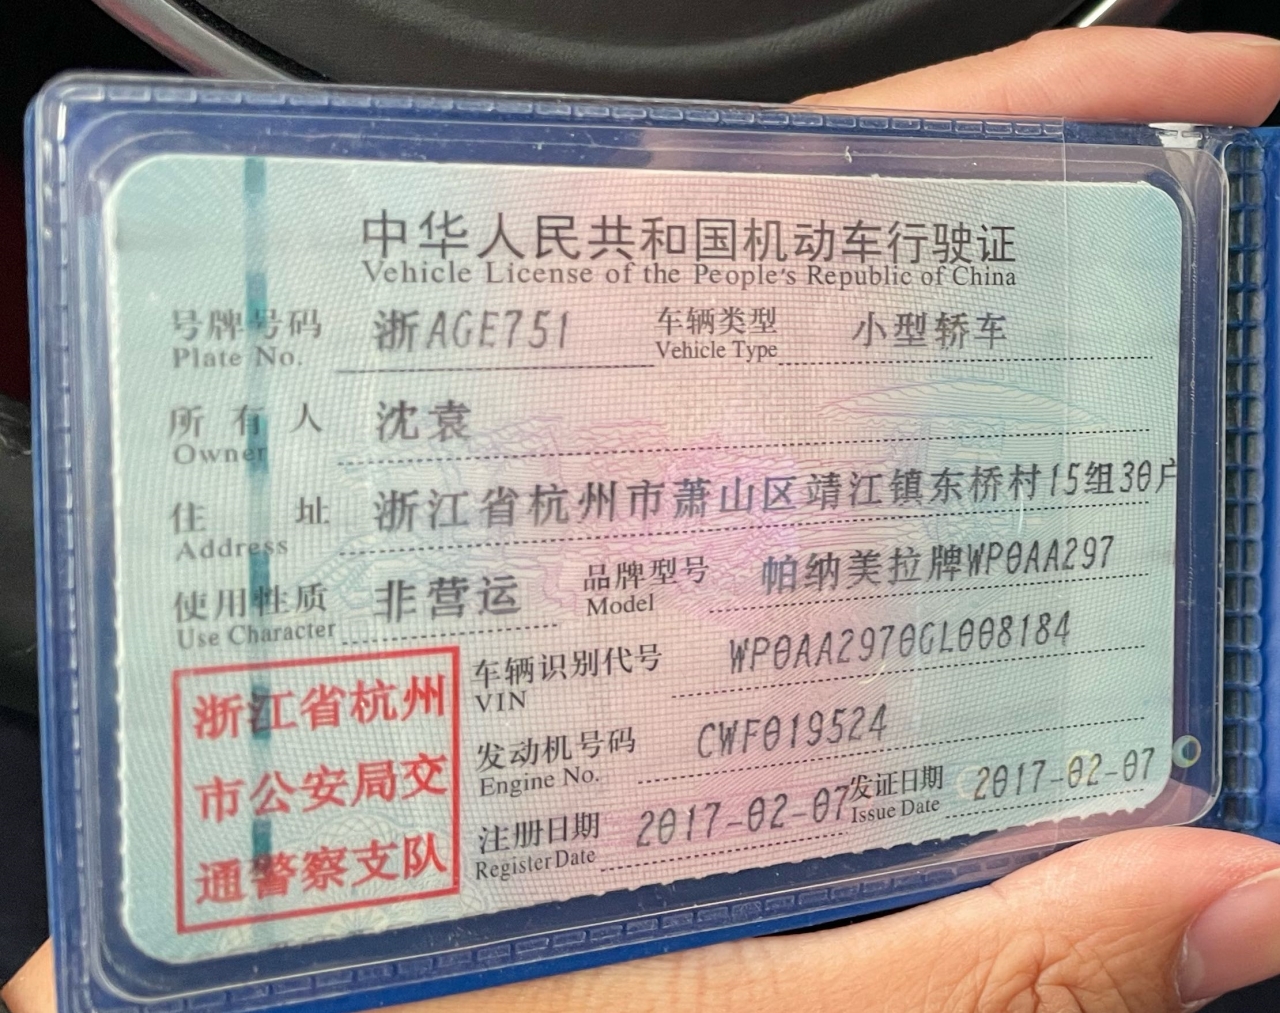 中华人民共和国机动车行驶证
Vehicle License of the People's Republic of China
号牌号码 浙AGE751 车辆类型 小型轿车
Plate No. Vehicle Type
所有人 沈袁
Owner
住址 浙江省杭州市萧山区靖江镇东桥村15组30户
Address
使用性质 非营运 品牌型号 帕纳美拉牌WP0AA297
Use Character Model
车辆识别代号 WP0AA2970GL008184
VIN
发动机号码 CWF019524
Engine No.
注册日期 2017-02-07 发证日期 2017-02-07
Register Date Issue Date
浙江省杭州
市公安局交
通警察支队